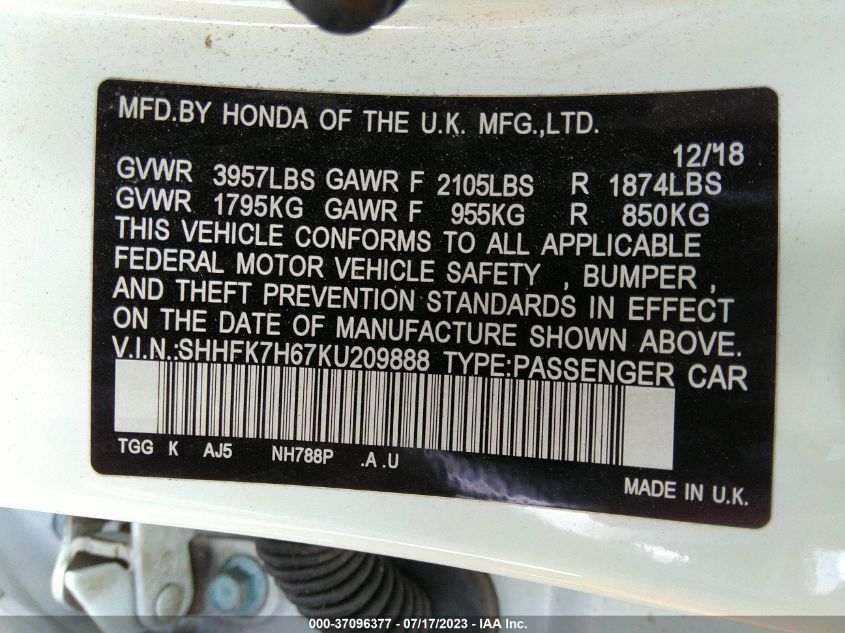 MFD.BY HONDA OF THE U.K. MFG.,LTD.
12/18
GVWR 3957LBS GAWR F 2105LBS R 1874LBS
GVWR 1795KG GAWR F 955KG R 850KG
THIS VEHICLE CONFORMS TO ALL APPLICABLE
FEDERAL MOTOR VEHICLE SAFETY , BUMPER ,
AND THEFT PREVENTION STANDARDS IN EFFECT
ON THE DATE OF MANUFACTURE SHOWN ABOVE.
V.I.N.:SHHFK7H67KU209888 TYPE:PASSENGER CAR
TGG K AJ5 NH788P .A .U
MADE IN U.K.
000-37096377 / 07/17/2023 - IAA Inc.